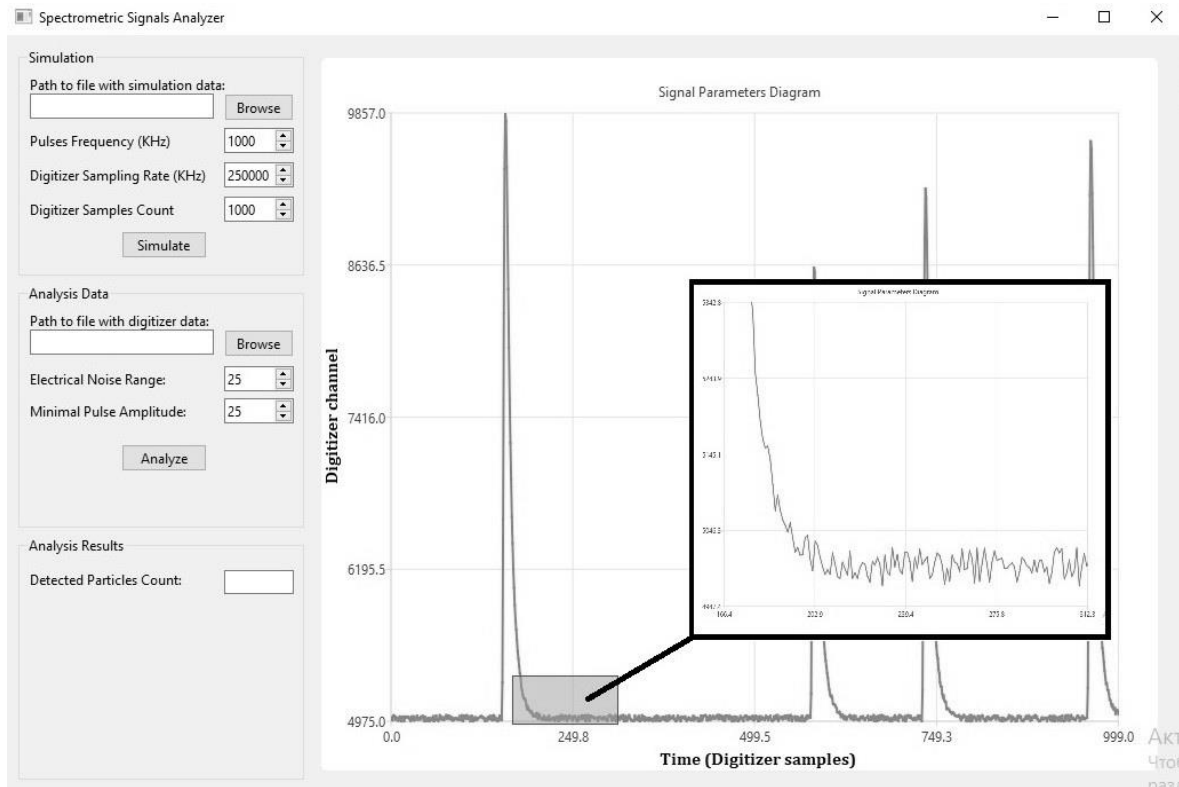 Spectrometric Signals Analyzer
Simulation
Path to file with simulation data:
Browse
Pulses Frequency (KHz) 1000
Digitizer Sampling Rate (KHz) 250000
Digitizer Samples Count 1000
Simulate
Analysis Data
Path to file with digitizer data:
Browse
Electrical Noise Range: 25
Minimal Pulse Amplitude: 25
Analyze
Analysis Results
Detected Particles Count:
Signal Parameters Diagram
9857.0
8636.5
7416.0
6195.5
4975.0
Digitizer channel
0.0 249.8 499.5 749.3 999.0
Time (Digitizer samples)
Signal Parameters Diagram
Акт